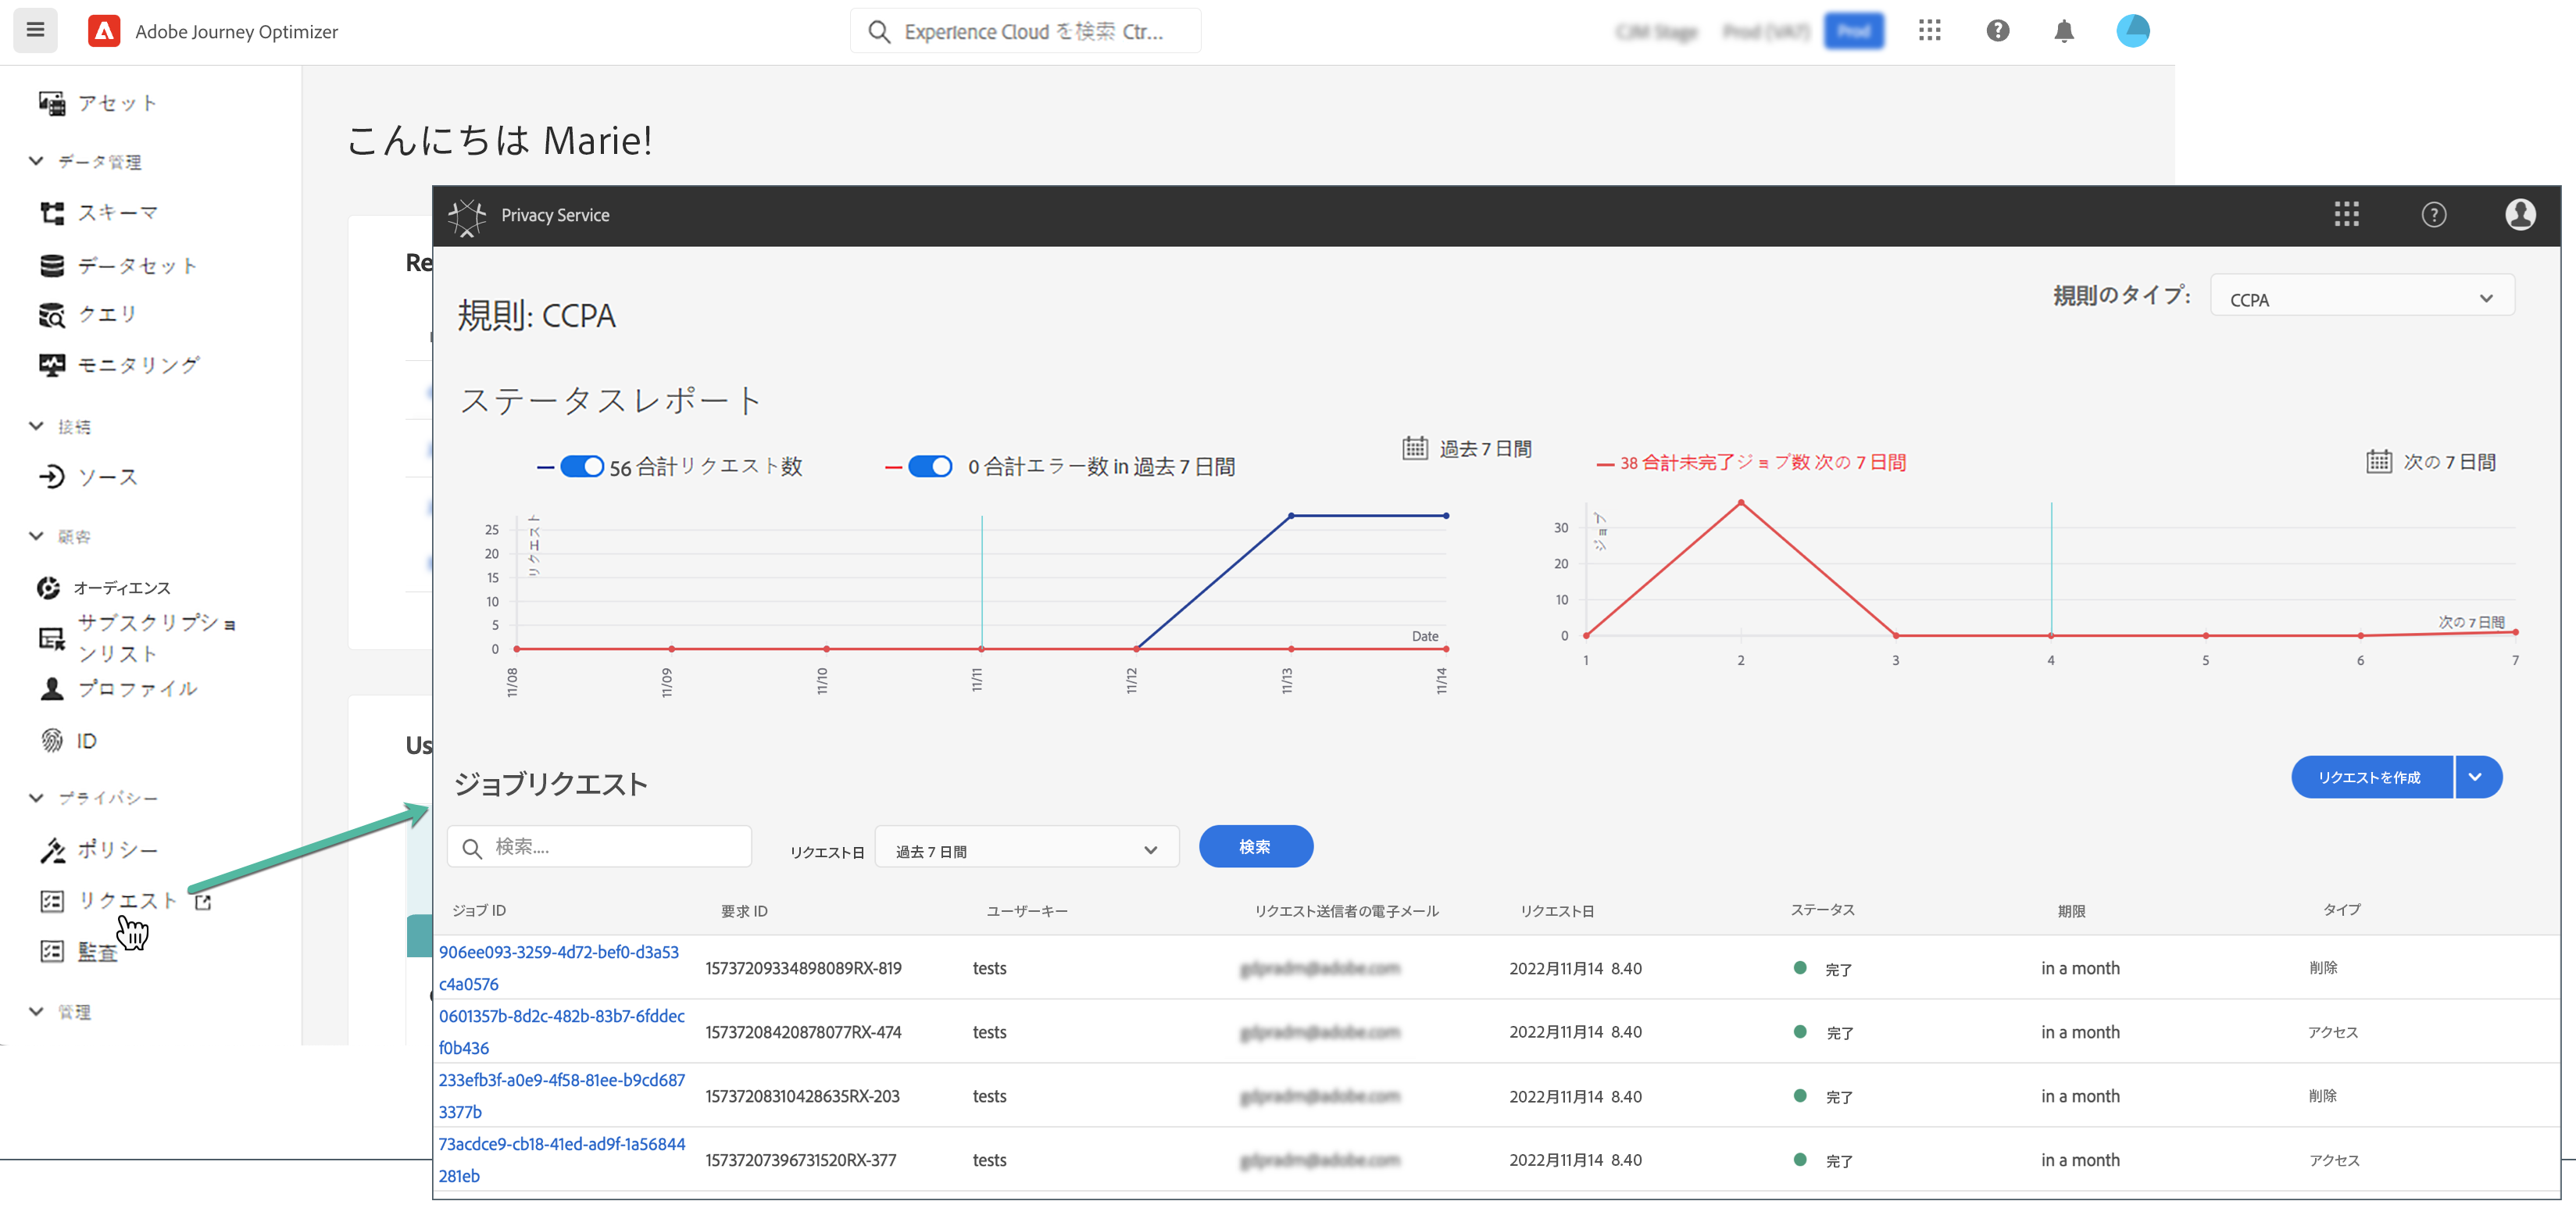 Adobe Journey Optimizer
Experience Cloud を検索 Ctr...
Prod
アセット
データ管理
スキーマ
データセット
クエリ
モニタリング
接続
ソース
顧客
オーディエンス
サブスクリプショ
ンリスト
プロファイル
ID
プライバシー
ポリシー
リクエスト
監査
管理
こんにちは Marie!
Re
Us
Privacy Service
規則: CCPA
規則のタイプ:
CCPA
ステータスレポート
56 合計リクエスト数
0 合計エラー数 in 過去 7 日間
過去 7 日間
38 合計未完了ジョブ数 次の 7 日間
次の 7 日間
リクエスト
25
20
15
10
5
0
Date
11/08
11/09
11/10
11/11
11/12
11/13
11/14
ジョブ
30
20
10
0
次の 7 日間
1
2
3
4
5
6
7
ジョブリクエスト
リクエストを作成
検索....
リクエスト日
過去 7 日間
検索
ジョブ ID
要求 ID
ユーザーキー
リクエスト送信者の電子メール
リクエスト日
ステータス
期限
タイプ
906ee093-3259-4d72-bef0-d3a53
c4a0576
15737209334898089RX-819
tests
gdpradm@adobe.com
2022月11月14 8.40
完了
in a month
削除
0601357b-8d2c-482b-83b7-6fddec
f0b436
15737208420878077RX-474
tests
gdpradm@adobe.com
2022月11月14 8.40
完了
in a month
アクセス
233efb3f-a0e9-4f58-81ee-b9cd687
3377b
15737208310428635RX-203
tests
gdpradm@adobe.com
2022月11月14 8.40
完了
in a month
削除
73acdce9-cb18-41ed-ad9f-1a56844
281eb
15737207396731520RX-377
tests
gdpradm@adobe.com
2022月11月14 8.40
完了
in a month
アクセス